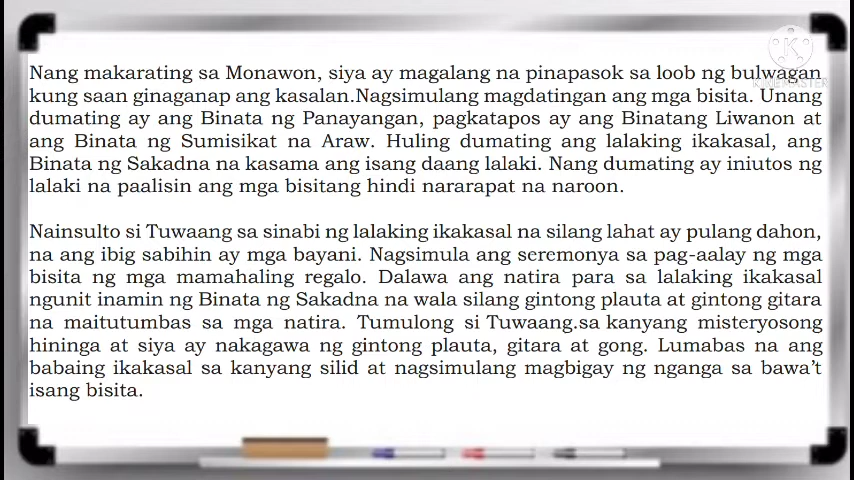 K
KINEMASTER
Nang makarating sa Monawon, siya ay magalang na pinapasok sa loob ng bulwagan
kung saan ginaganap ang kasalan.Nagsimulang magdatingan ang mga bisita. Unang
dumating ay ang Binata ng Panayangan, pagkatapos ay ang Binatang Liwanon at
ang Binata ng Sumisikat na Araw. Huling dumating ang lalaking ikakasal, ang
Binata ng Sakadna na kasama ang isang daang lalaki. Nang dumating ay iniutos ng
lalaki na paalisin ang mga bisitang hindi nararapat na naroon.
Nainsulto si Tuwaang sa sinabi ng lalaking ikakasal na silang lahat ay pulang dahon,
na ang ibig sabihin ay mga bayani. Nagsimula ang seremonya sa pag-aalay ng mga
bisita ng mga mamahaling regalo. Dalawa ang natira para sa lalaking ikakasal
ngunit inamin ng Binata ng Sakadna na wala silang gintong plauta at gintong gitara
na maitutumbas sa mga natira. Tumulong si Tuwaang.sa kanyang misteryosong
hininga at siya ay nakagawa ng gintong plauta, gitara at gong. Lumabas na ang
babaing ikakasal sa kanyang silid at nagsimulang magbigay ng nganga sa bawa't
isang bisita.